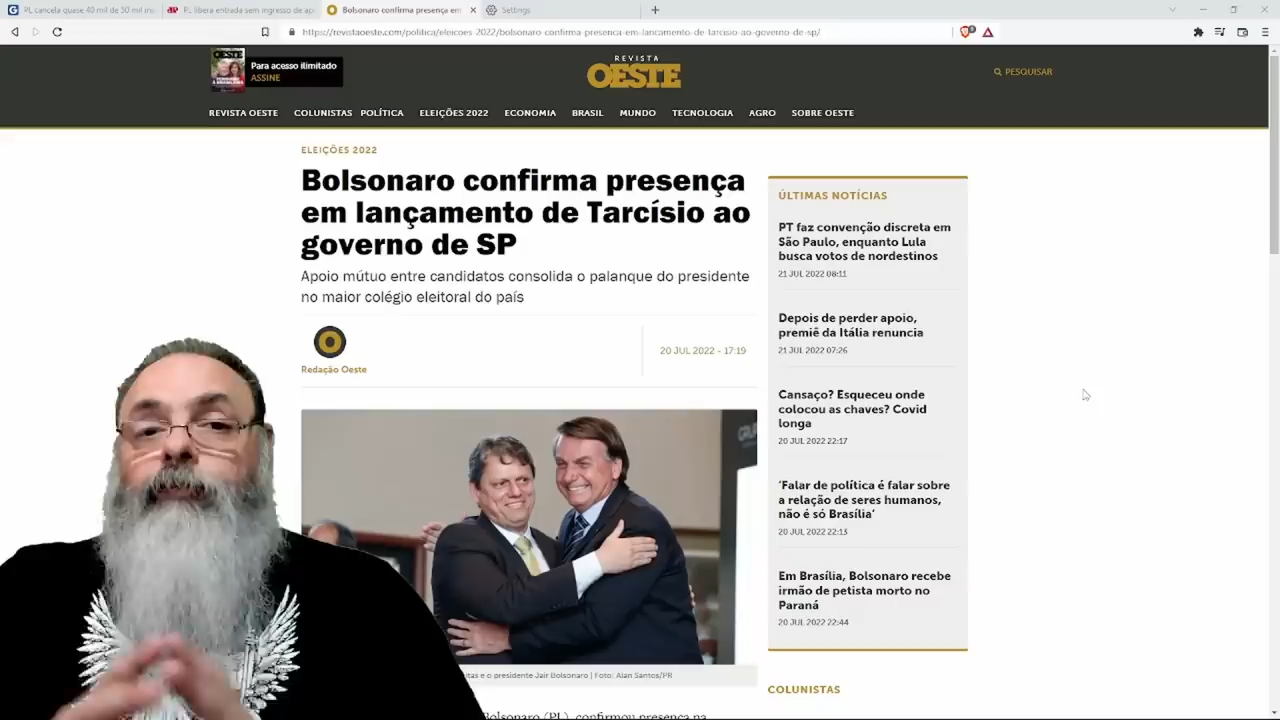 PL cancela quase 40 mil de 50 mil in
PL libera entrada sem ingresso de apo
Bolsonaro confirma presença em
Settings
https://revistaoeste.com/politica/eleicoes-2022/bolsonaro-confirma-presenca-em-lancamento-de-tarcisio-ao-governo-de-sp/
OESTE
Para acesso ilimitado
ASSINE
REVISTA
OESTE
PESQUISAR
REVISTA OESTE COLUNISTAS POLÍTICA ELEIÇÕES 2022 ECONOMIA BRASIL MUNDO TECNOLOGIA AGRO SOBRE OESTE
ELEIÇÕES 2022
Bolsonaro confirma presença
em lançamento de Tarcísio ao
governo de SP
Apoio mútuo entre candidatos consolida o palanque do presidente
no maior colégio eleitoral do país
Redação Oeste
20 JUL 2022 - 17:19
itas e o presidente Jair Bolsonaro | Foto: Alan Santos/PR
Bolsonaro (PL), confirmou presença na
ÚLTIMAS NOTÍCIAS
PT faz convenção discreta em
São Paulo, enquanto Lula
busca votos de nordestinos
21 JUL 2022 08:11
Depois de perder apoio,
premiê da Itália renuncia
21 JUL 2022 07:26
Cansaço? Esqueceu onde
colocou as chaves? Covid
longa
20 JUL 2022 22:17
'Falar de política é falar sobre
a relação de seres humanos,
não é só Brasília'
20 JUL 2022 22:13
Em Brasília, Bolsonaro recebe
irmão de petista morto no
Paraná
20 JUL 2022 22:44
COLUNISTAS